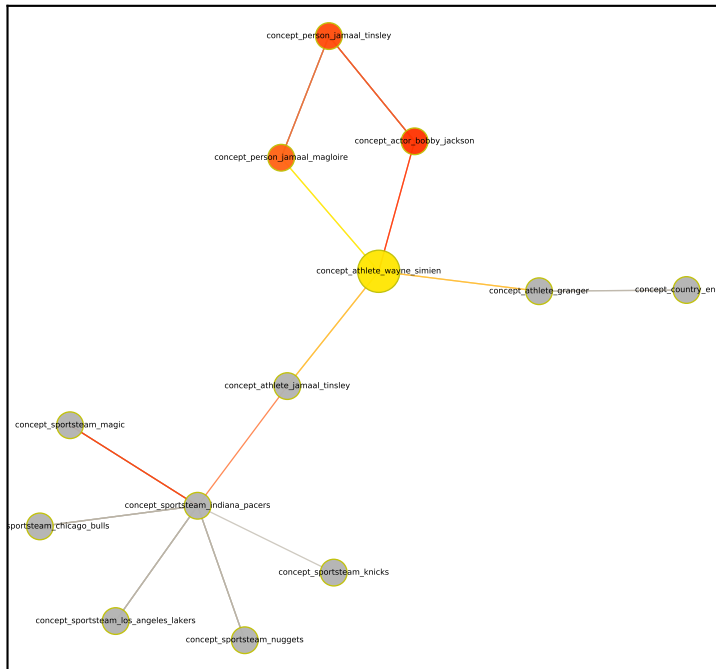 concept_person_jamaal_tinsley
concept_actor_bobby_jackson
concept_person_jamaal_magloire
concept_athlete_wayne_simien
concept_athlete_granger
concept_country_en
concept_athlete_jamaal_tinsley
concept_sportsteam_magic
concept_sportsteam_indiana_pacers
sportsteam_chicago_bulls
concept_sportsteam_knicks
concept_sportsteam_los_angeles_lakers
concept_sportsteam_nuggets